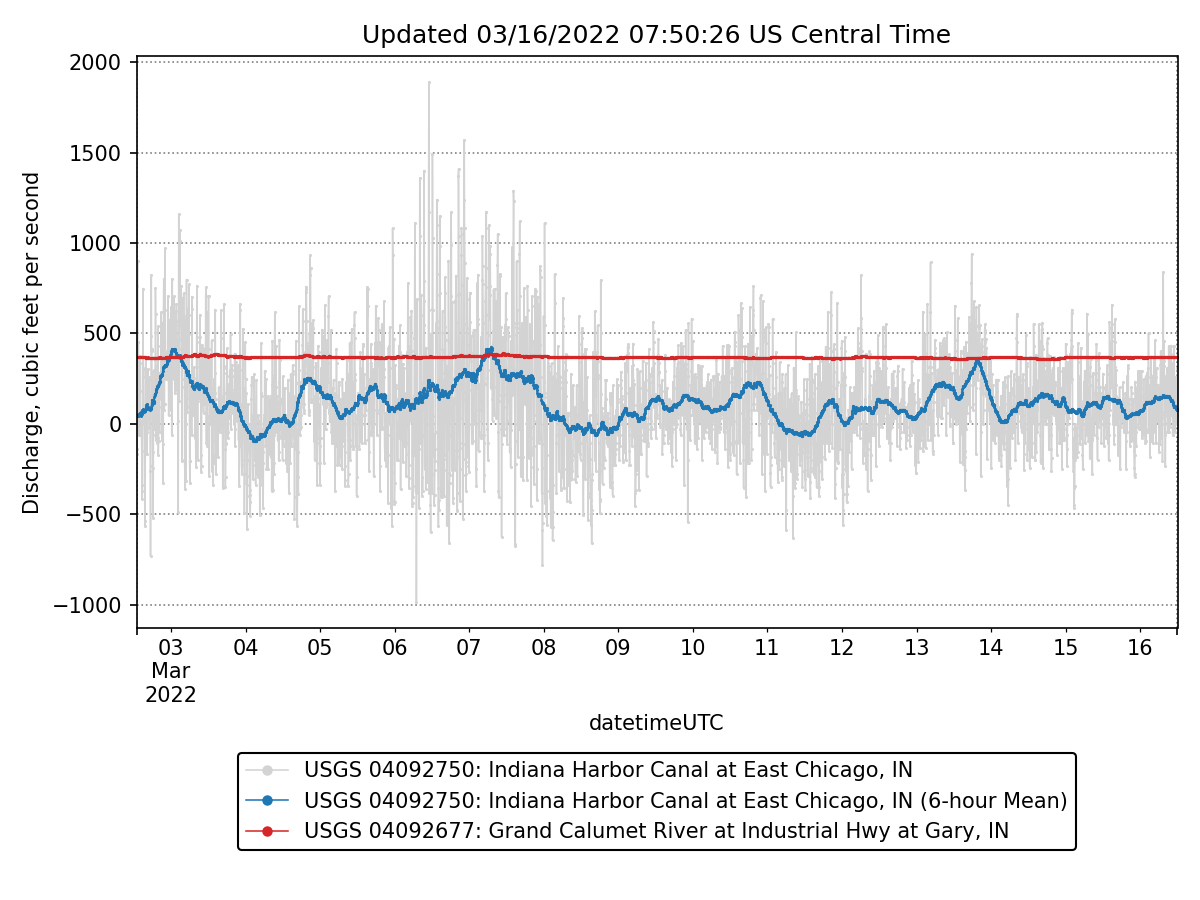 Updated 03/16/2022 07:50:26 US Central Time
Discharge, cubic feet per second
2000
1500
1000
500
0
−500
−1000
03 04 05 06 07 08 09 10 11 12 13 14 15 16
Mar
2022
datetimeUTC
USGS 04092750: Indiana Harbor Canal at East Chicago, IN
USGS 04092750: Indiana Harbor Canal at East Chicago, IN (6-hour Mean)
USGS 04092677: Grand Calumet River at Industrial Hwy at Gary, IN